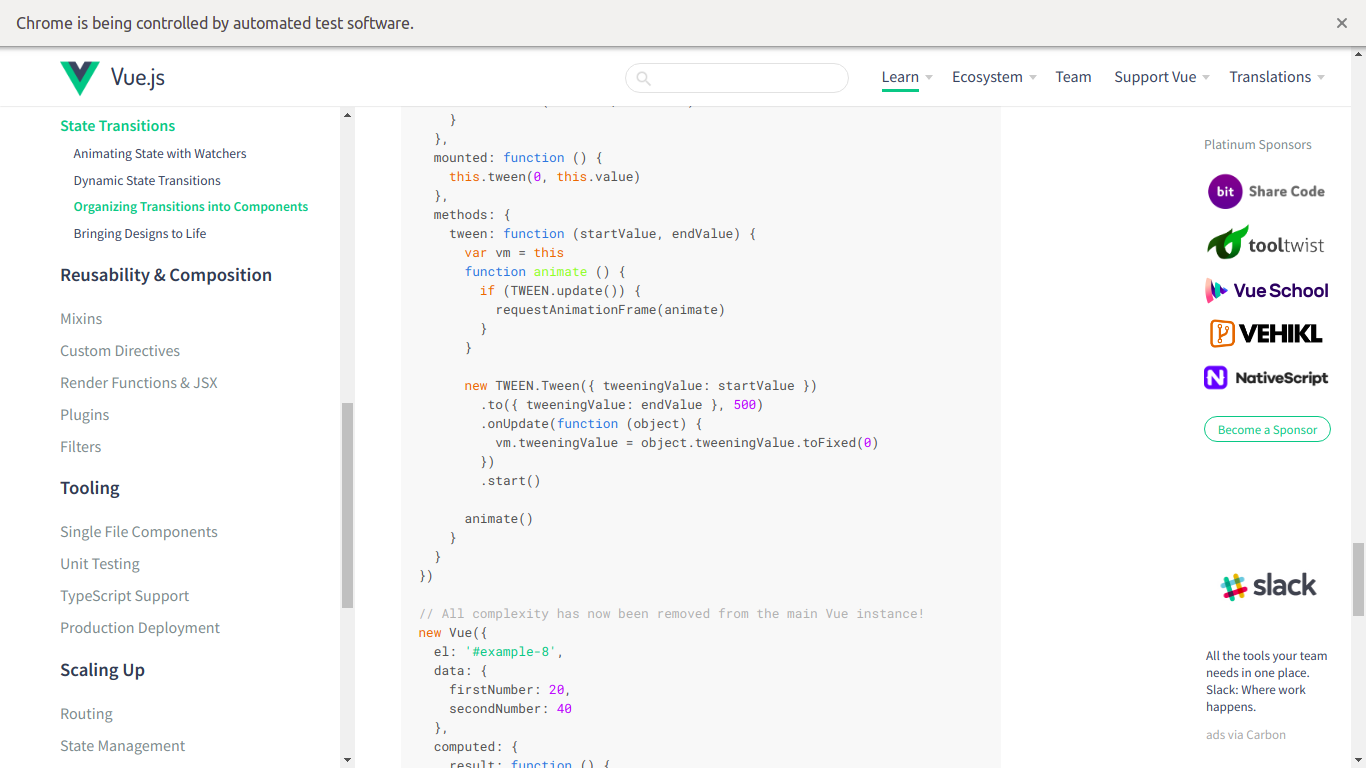 Chrome is being controlled by automated test software.
Vue.js
Learn
Ecosystem
Team
Support Vue
Translations
State Transitions
Animating State with Watchers
Dynamic State Transitions
Organizing Transitions into Components
Bringing Designs to Life
Reusability & Composition
Mixins
Custom Directives
Render Functions & JSX
Plugins
Filters
Tooling
Single File Components
Unit Testing
TypeScript Support
Production Deployment
Scaling Up
Routing
State Management
}
},
mounted: function () {
this.tween(0, this.value)
},
methods: {
tween: function (startValue, endValue) {
var vm = this
function animate () {
if (TWEEN.update()) {
requestAnimationFrame(animate)
}
}
new TWEEN.Tween({ tweeningValue: startValue })
.to({ tweeningValue: endValue }, 500)
.onUpdate(function (object) {
vm.tweeningValue = object.tweeningValue.toFixed(0)
})
.start()
animate()
}
}
})
// All complexity has now been removed from the main Vue instance!
new Vue({
el: '#example-8',
data: {
firstNumber: 20,
secondNumber: 40
},
computed: {
result: function () {
Platinum Sponsors
bit Share Code
tooltwist
Vue School
VEHIKL
NativeScript
Become a Sponsor
slack
All the tools your team
needs in one place.
Slack: Where work
happens.
ads via Carbon